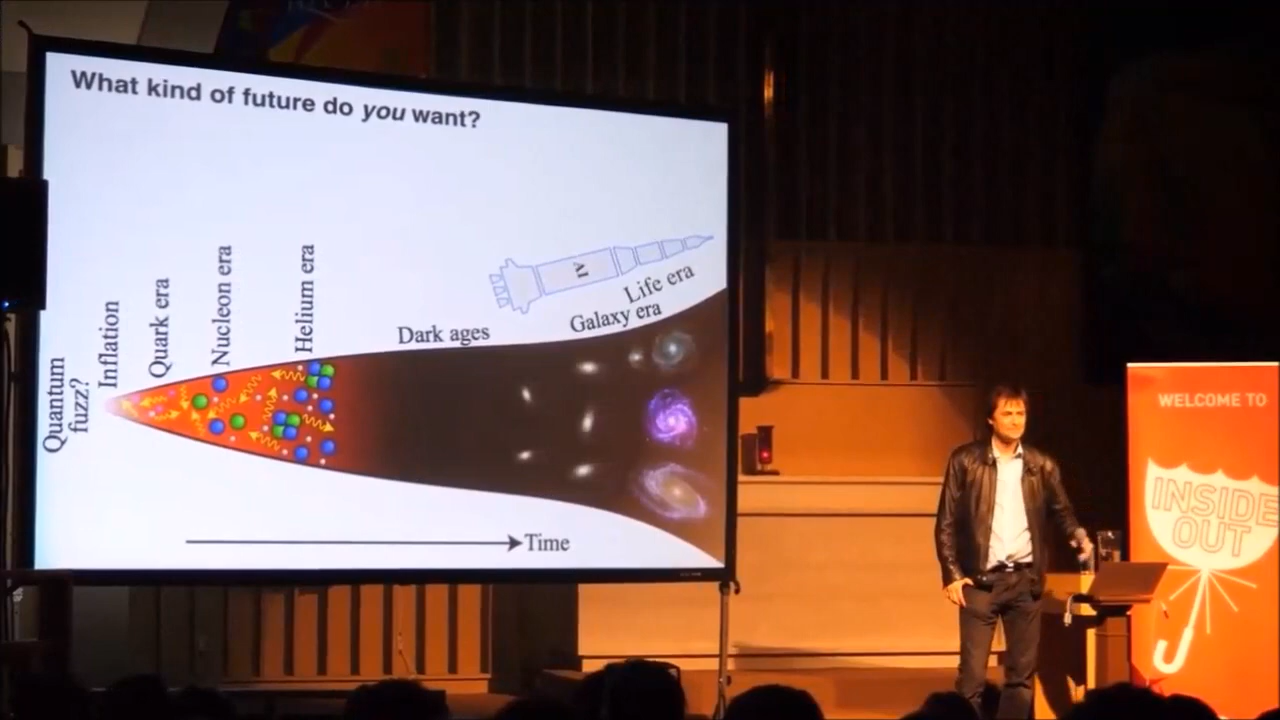 What kind of future do you want?
Quantum
fuzz?
Inflation
Quark era
Nucleon era
Helium era
Dark ages
Galaxy era
Life era
Time
WELCOME TO
INSIDE
OUT